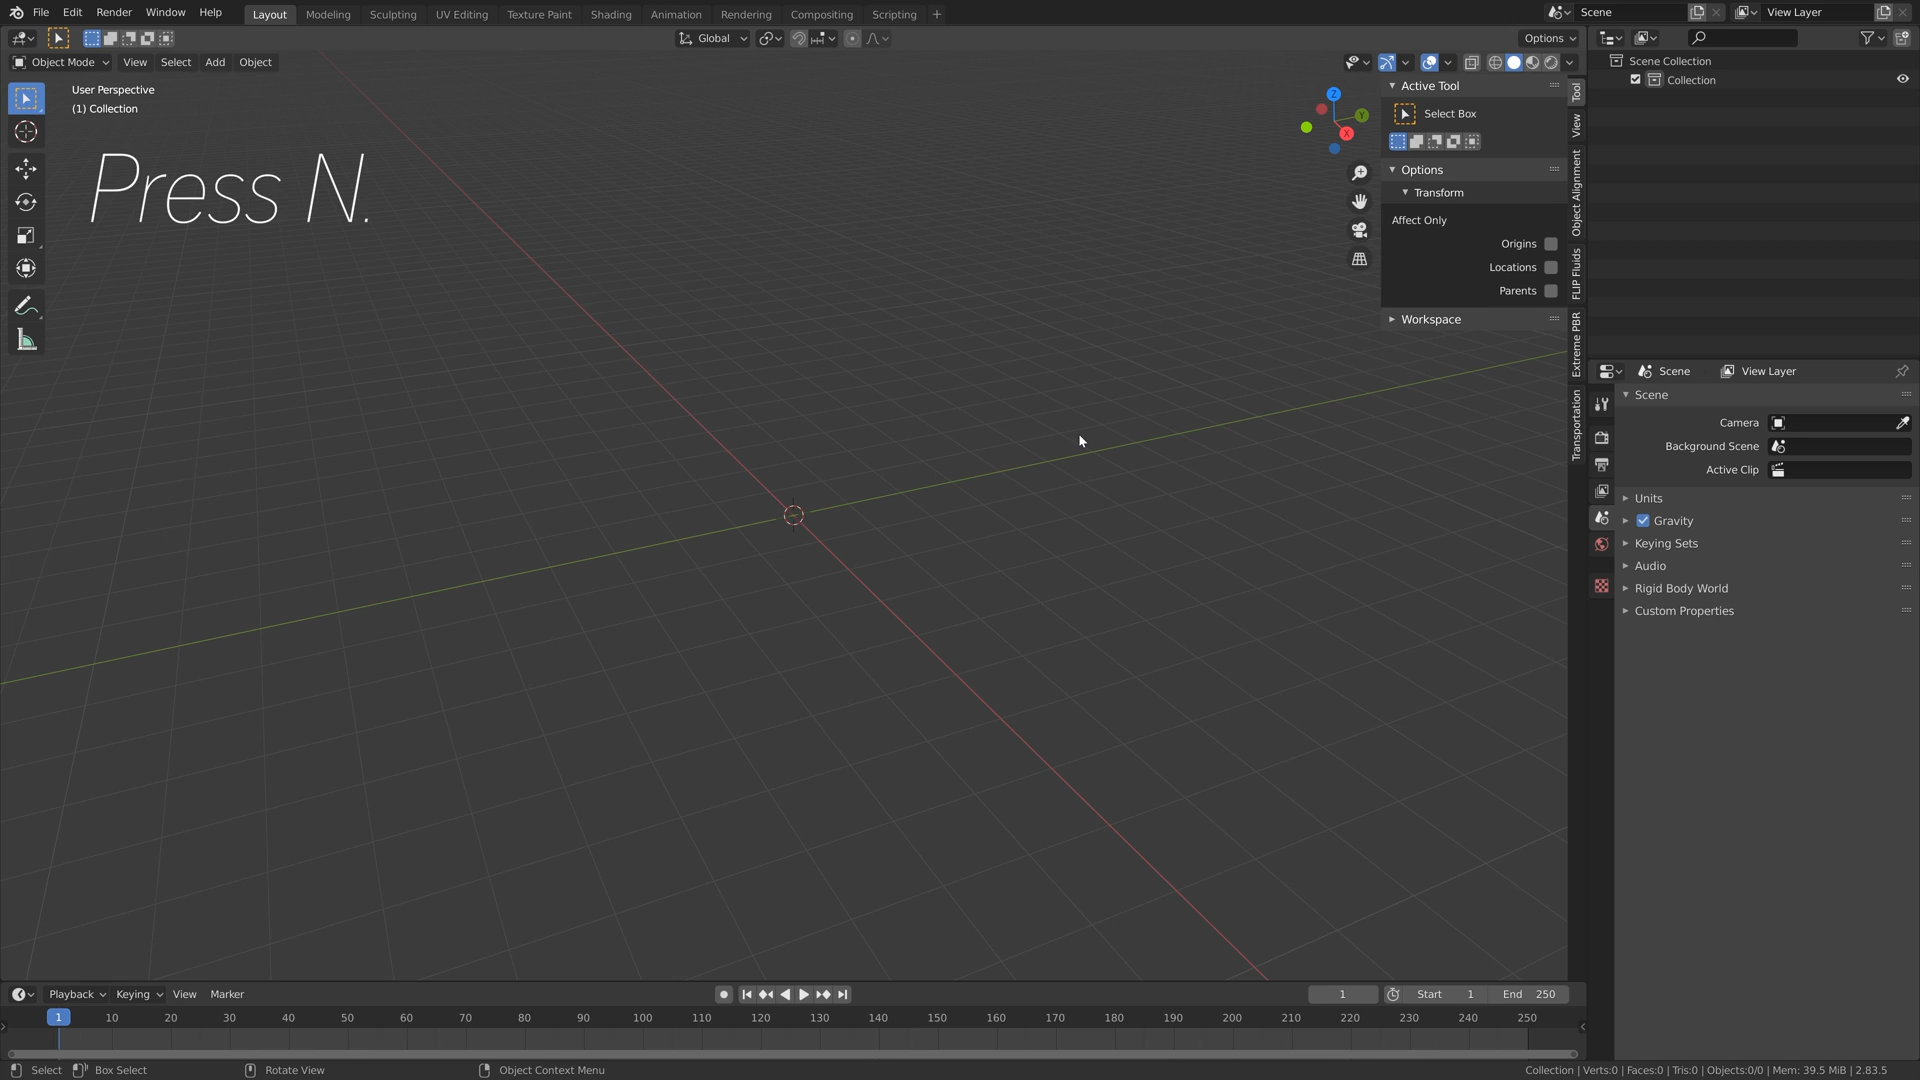 File Edit Render Window Help Layout Modeling Sculpting UV Editing Texture Paint Shading Animation Rendering Compositing Scripting + Scene View Layer
Global Options
Object Mode View Select Add Object
User Perspective
(1) Collection
Press N.
Z
Y
X
Active Tool
Select Box
Options
Transform
Affect Only
Origins
Locations
Parents
Workspace
Tool
View
Object Alignment
FLIP Fluids
Extreme PBR
Transportation
Scene Collection
Collection
Scene View Layer
Scene
Camera
Background Scene
Active Clip
Units
Gravity
Keying Sets
Audio
Rigid Body World
Custom Properties
Playback Keying View Marker 1 Start 1 End 250
1 10 20 30 40 50 60 70 80 90 100 110 120 130 140 150 160 170 180 190 200 210 220 230 240 250
Select Box Select Rotate View Object Context Menu Collection | Verts:0 | Faces:0 | Tris:0 | Objects:0/0 | Mem: 39.5 MiB | 2.83.5